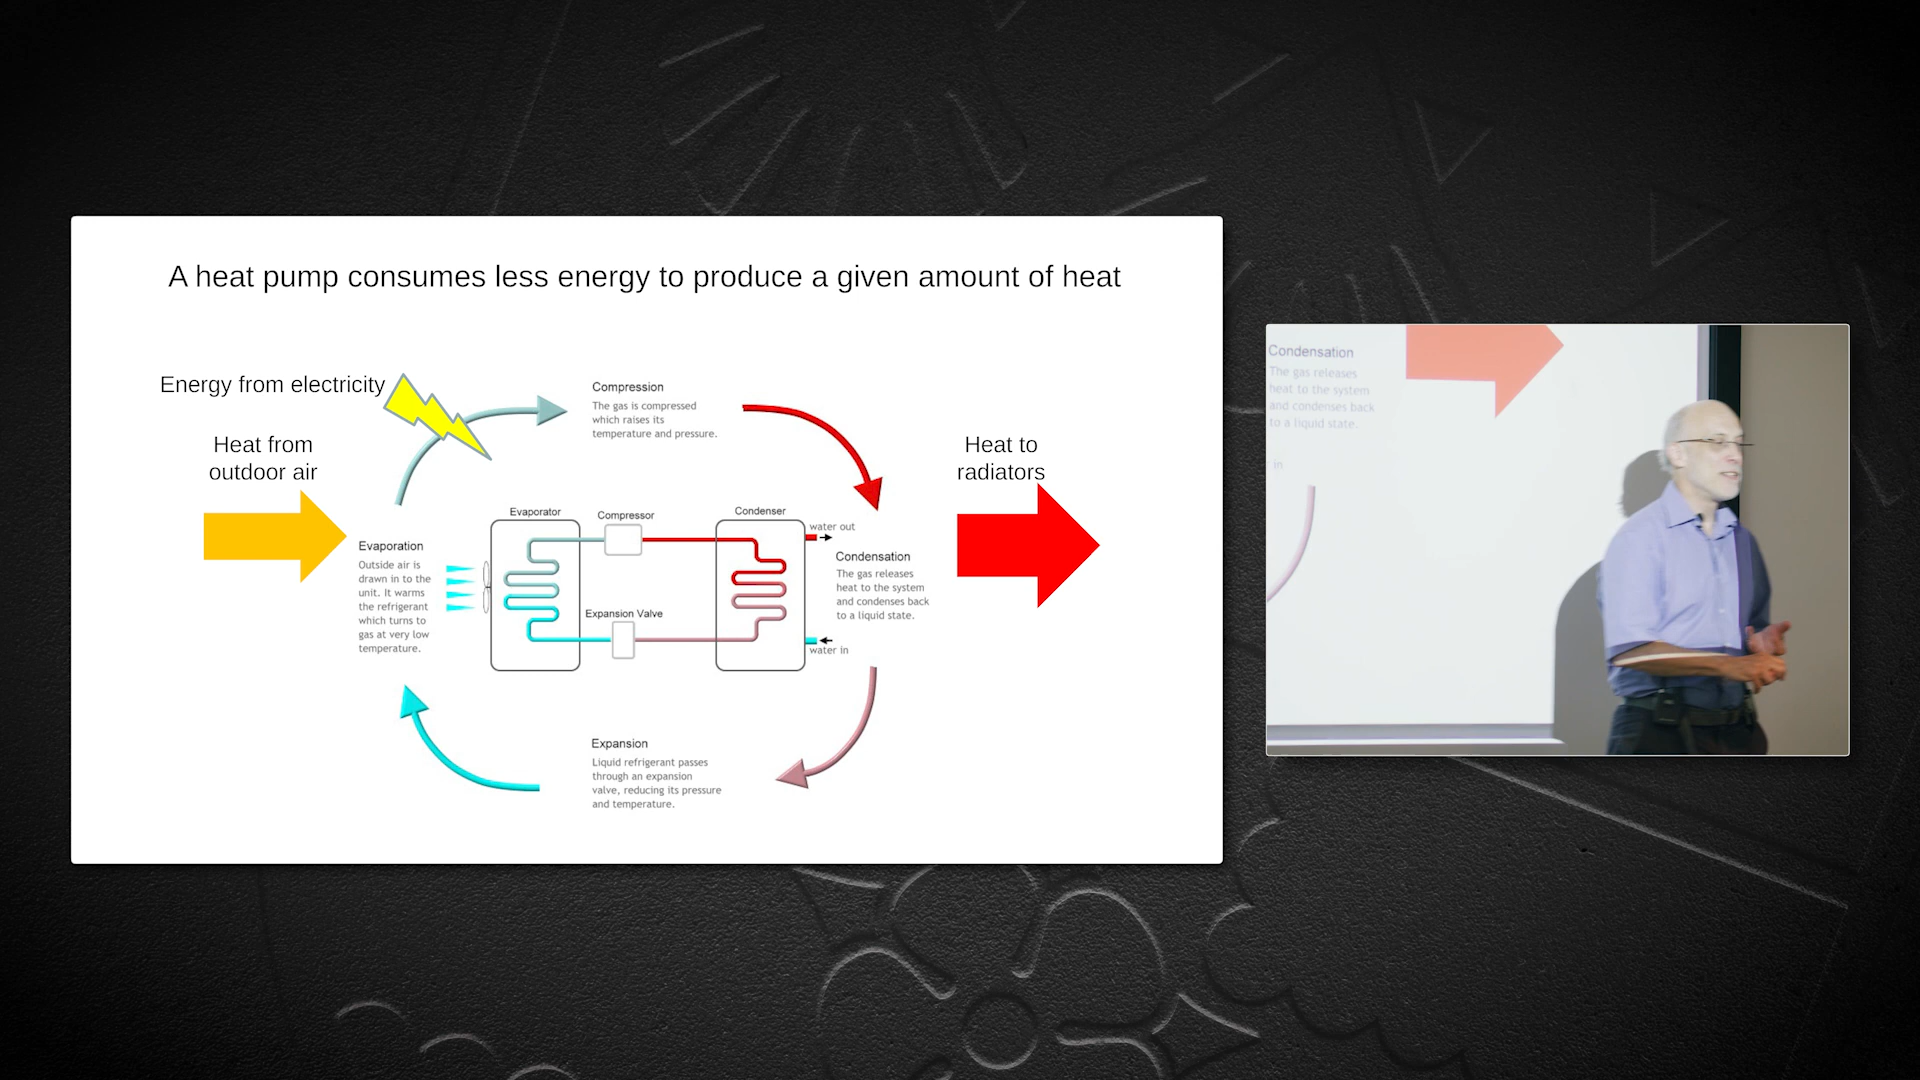 A heat pump consumes less energy to produce a given amount of heat
Energy from electricity
Heat from
outdoor air
Compression
The gas is compressed
which raises its
temperature and pressure.
Heat to
radiators
Evaporator
Compressor
Condenser
water out
Evaporation
Outside air is
drawn in to the
unit. It warms
the refrigerant
which turns to
gas at very low
temperature.
Condensation
The gas releases
heat to the system
and condenses back
to a liquid state.
Expansion Valve
water in
Expansion
Liquid refrigerant passes
through an expansion
valve, reducing its pressure
and temperature.
Condensation
The gas releases
heat to the system
and condenses back
to a liquid state.
in